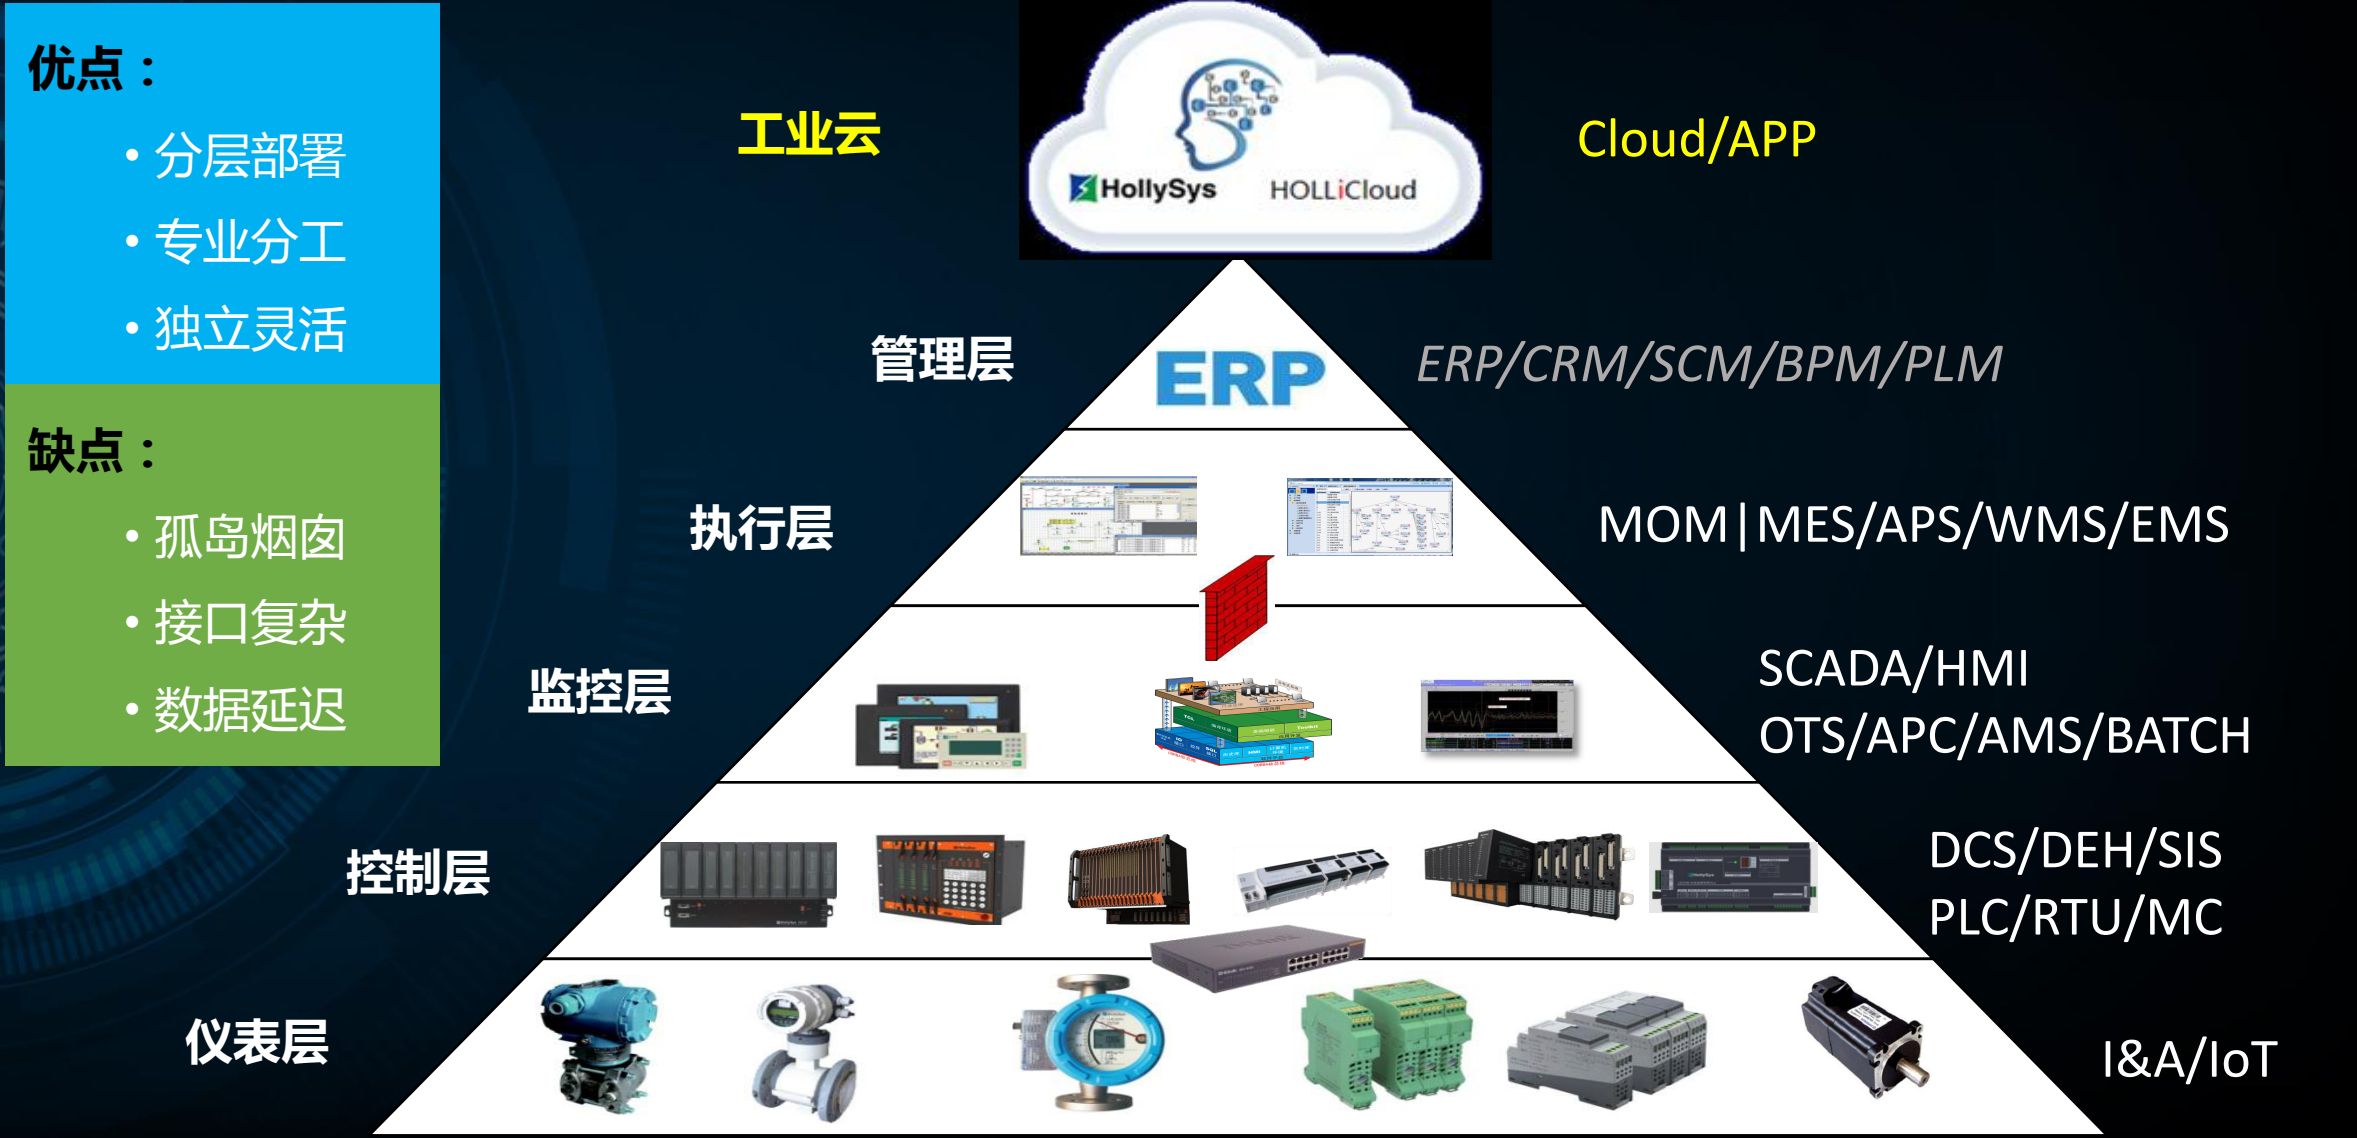 优点：
• 分层部署
• 专业分工
• 独立灵活
缺点：
• 孤岛烟囱
• 接口复杂
• 数据延迟
工业云
HollySys HOLLiCloud
Cloud/APP
管理层
ERP
ERP/CRM/SCM/BPM/PLM
执行层
MOM|MES/APS/WMS/EMS
监控层
SCADA/HMI
OTS/APC/AMS/BATCH
控制层
DCS/DEH/SIS
PLC/RTU/MC
仪表层
I&A/IoT